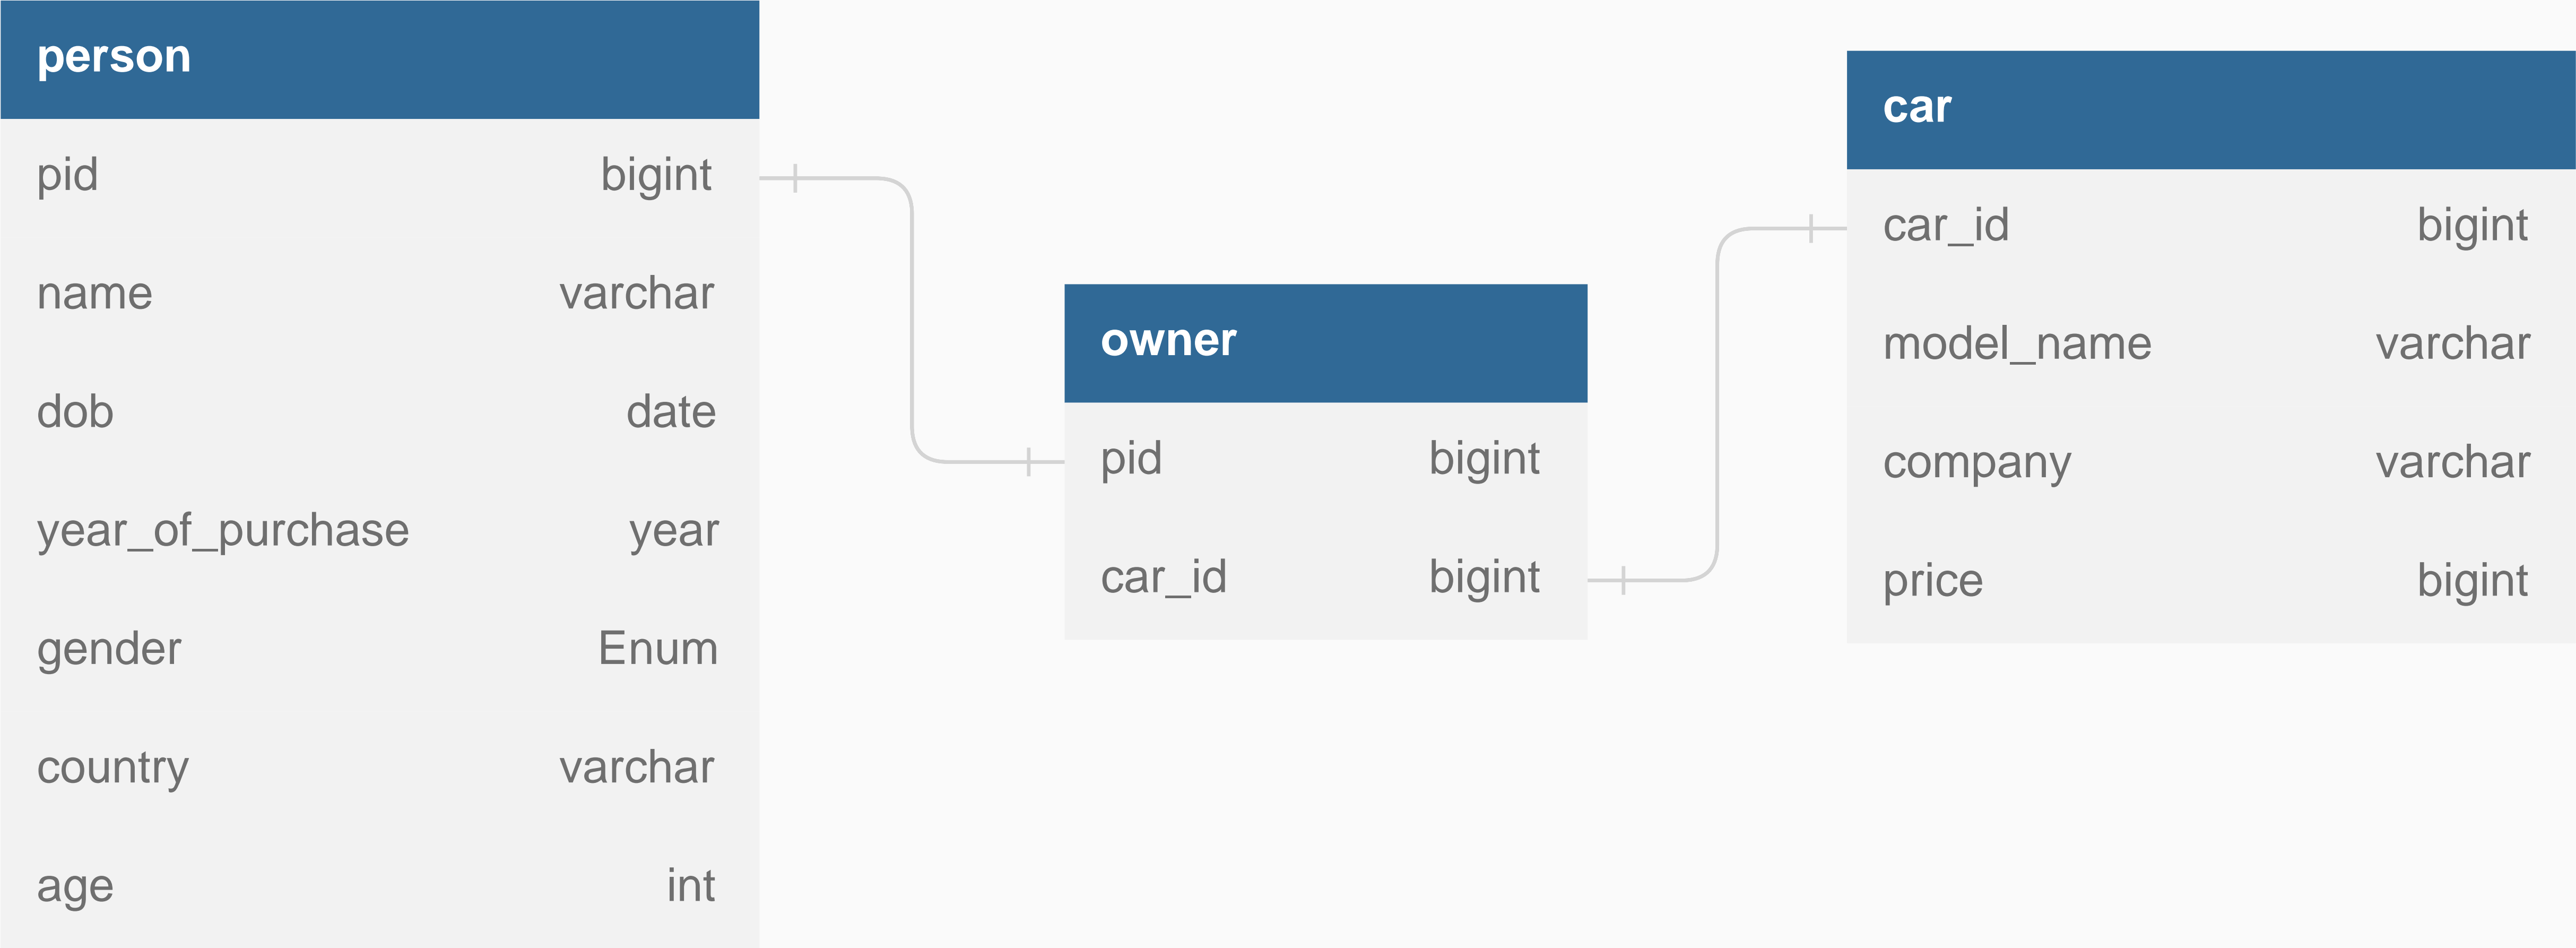 person
pid bigint
name varchar
dob date
year_of_purchase year
gender Enum
country varchar
age int
owner
pid bigint
car_id bigint
car
car_id bigint
model_name varchar
company varchar
price bigint